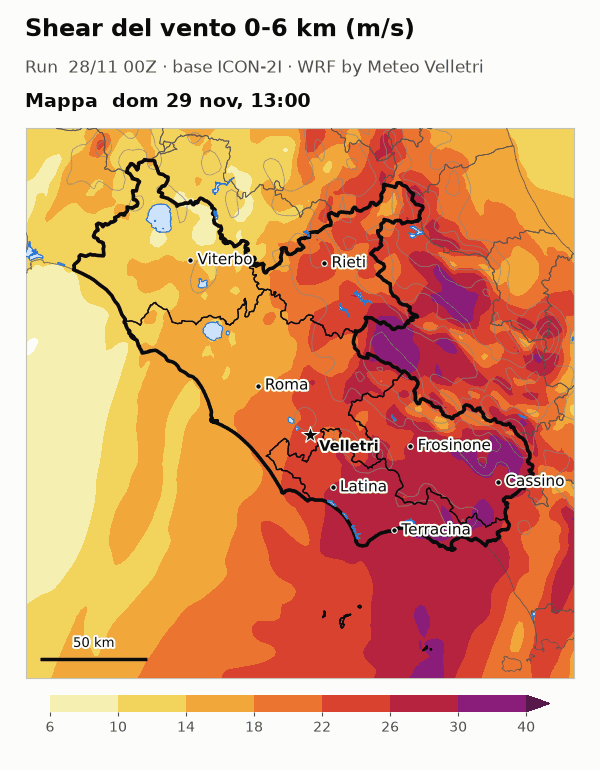 Shear del vento 0-6 km (m/s)
Run  28/11 00Z · base ICON-2I · WRF by Meteo Velletri
Mappa  dom 29 nov, 13:00
Viterbo
Rieti
Roma
Velletri
Frosinone
Latina
Cassino
Terracina
50 km
6 10 14 18 22 26 30 40